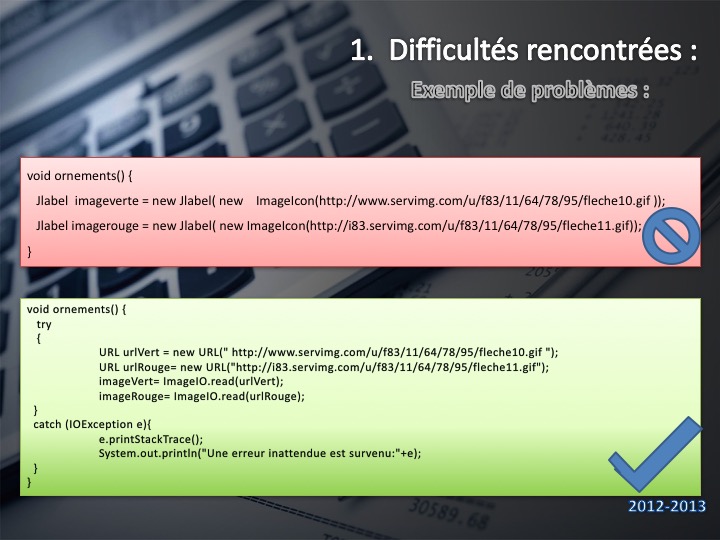 1. Difficultés rencontrées :
Exemple de problèmes :
void ornements() {
Jlabel imageverte = new Jlabel( new ImageIcon(http://www.servimg.com/u/f83/11/64/78/95/fleche10.gif ));
Jlabel imagerouge = new Jlabel( new ImageIcon(http://i83.servimg.com/u/f83/11/64/78/95/fleche11.gif));
}
void ornements() {
try
{
URL urlVert = new URL(" http://www.servimg.com/u/f83/11/64/78/95/fleche10.gif ");
URL urlRouge= new URL("http://i83.servimg.com/u/f83/11/64/78/95/fleche11.gif");
imageVert= ImageIO.read(urlVert);
imageRouge= ImageIO.read(urlRouge);
}
catch (IOException e){
e.printStackTrace();
System.out.println("Une erreur inattendue est survenu:"+e);
}
}
2012-2013
30589.68